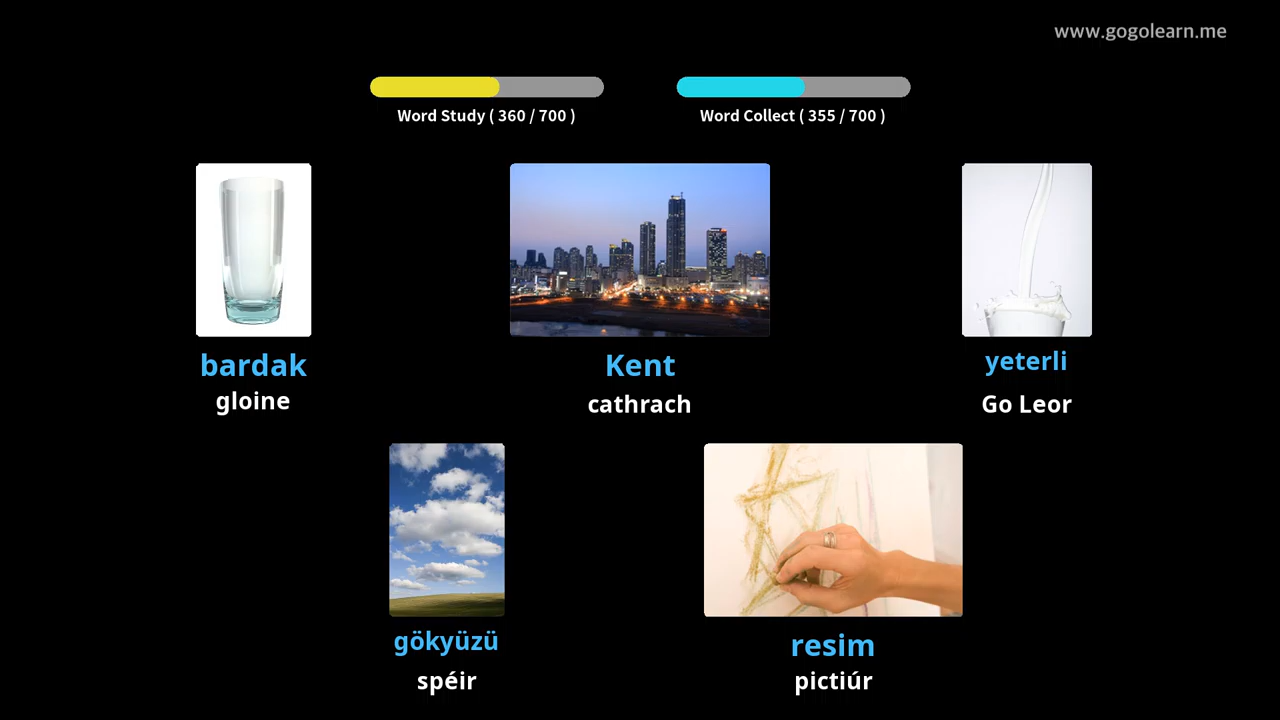 www.gogolearn.me
Word Study ( 360 / 700 )
Word Collect ( 355 / 700 )
bardak
gloine
Kent
cathrach
yeterli
Go Leor
gökyüzü
spéir
resim
pictiúr